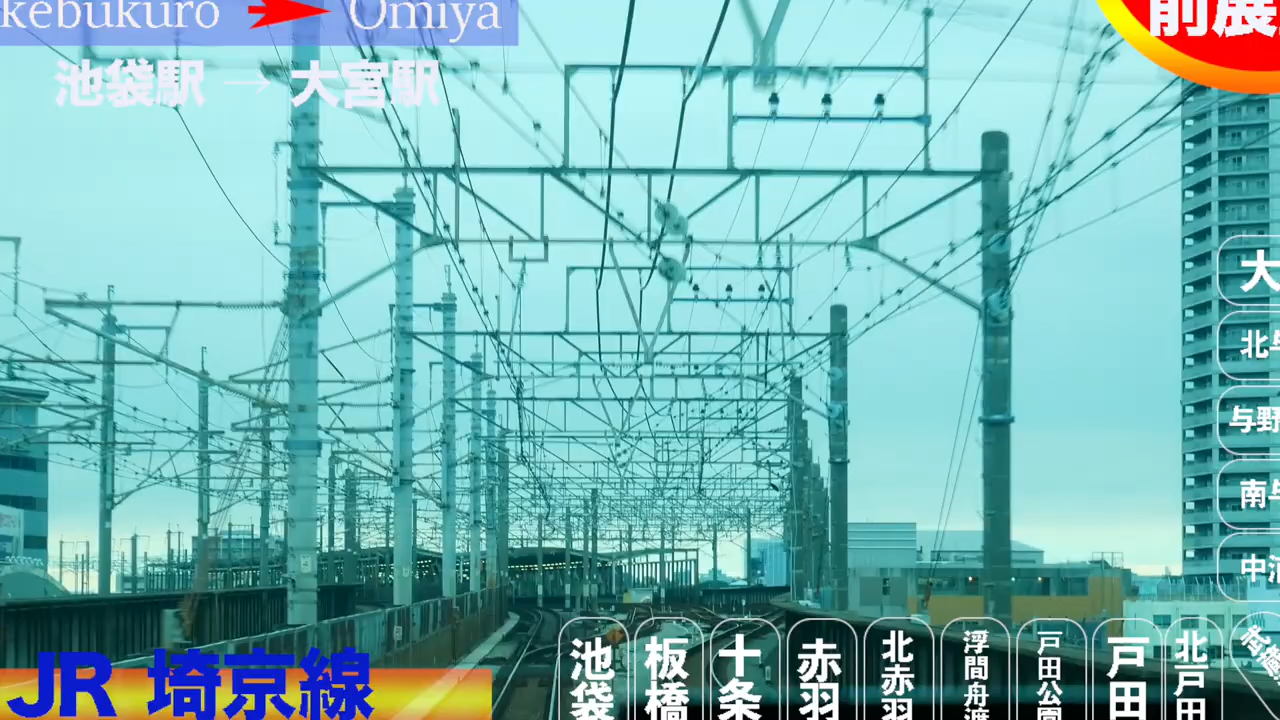 kebukuro → Omiya
前展
池袋駅 → 大宮駅
大
北与
与野
南与
JR 埼京線
池袋
板橋
十条
赤羽
北赤羽
浮間舟渡
戸田公園
戸田
北戸田